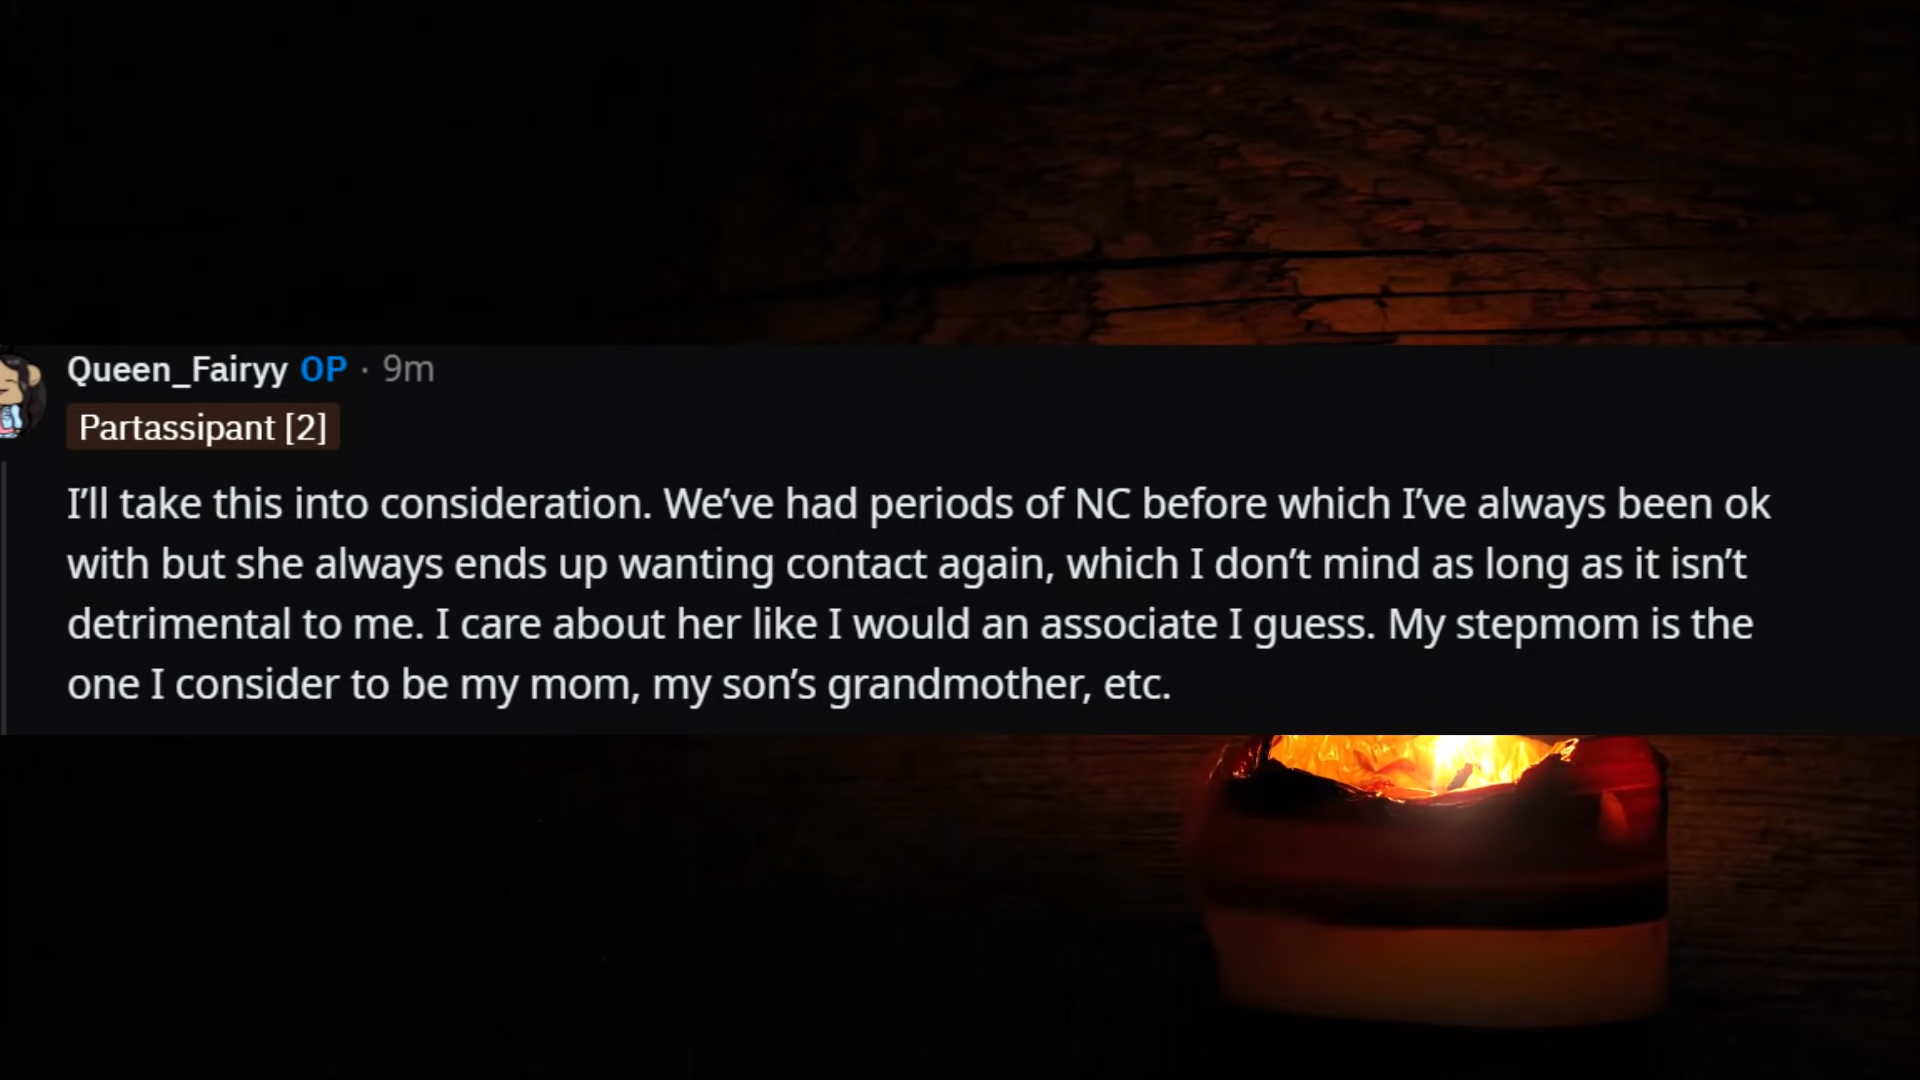 Queen_Fairyy OP · 9m
Partassipant [2]
I’ll take this into consideration. We’ve had periods of NC before which I’ve always been ok
with but she always ends up wanting contact again, which I don’t mind as long as it isn’t
detrimental to me. I care about her like I would an associate I guess. My stepmom is the
one I consider to be my mom, my son’s grandmother, etc.